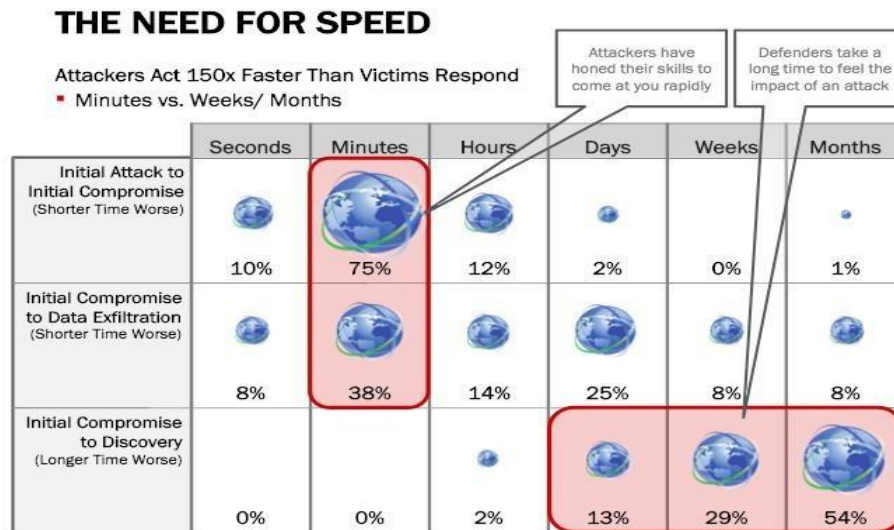 THE NEED FOR SPEED
Attackers Act 150x Faster Than Victims Respond
▪ Minutes vs. Weeks/ Months
Attackers have
honed their skills to
come at you rapidly
Defenders take a
long time to feel the
impact of an attack
Seconds Minutes Hours Days Weeks Months
Initial Attack to
Initial Compromise
(Shorter Time Worse)
10% 75% 12% 2% 0% 1%
Initial Compromise
to Data Exfiltration
(Shorter Time Worse)
8% 38% 14% 25% 8% 8%
Initial Compromise
to Discovery
(Longer Time Worse)
0% 0% 2% 13% 29% 54%